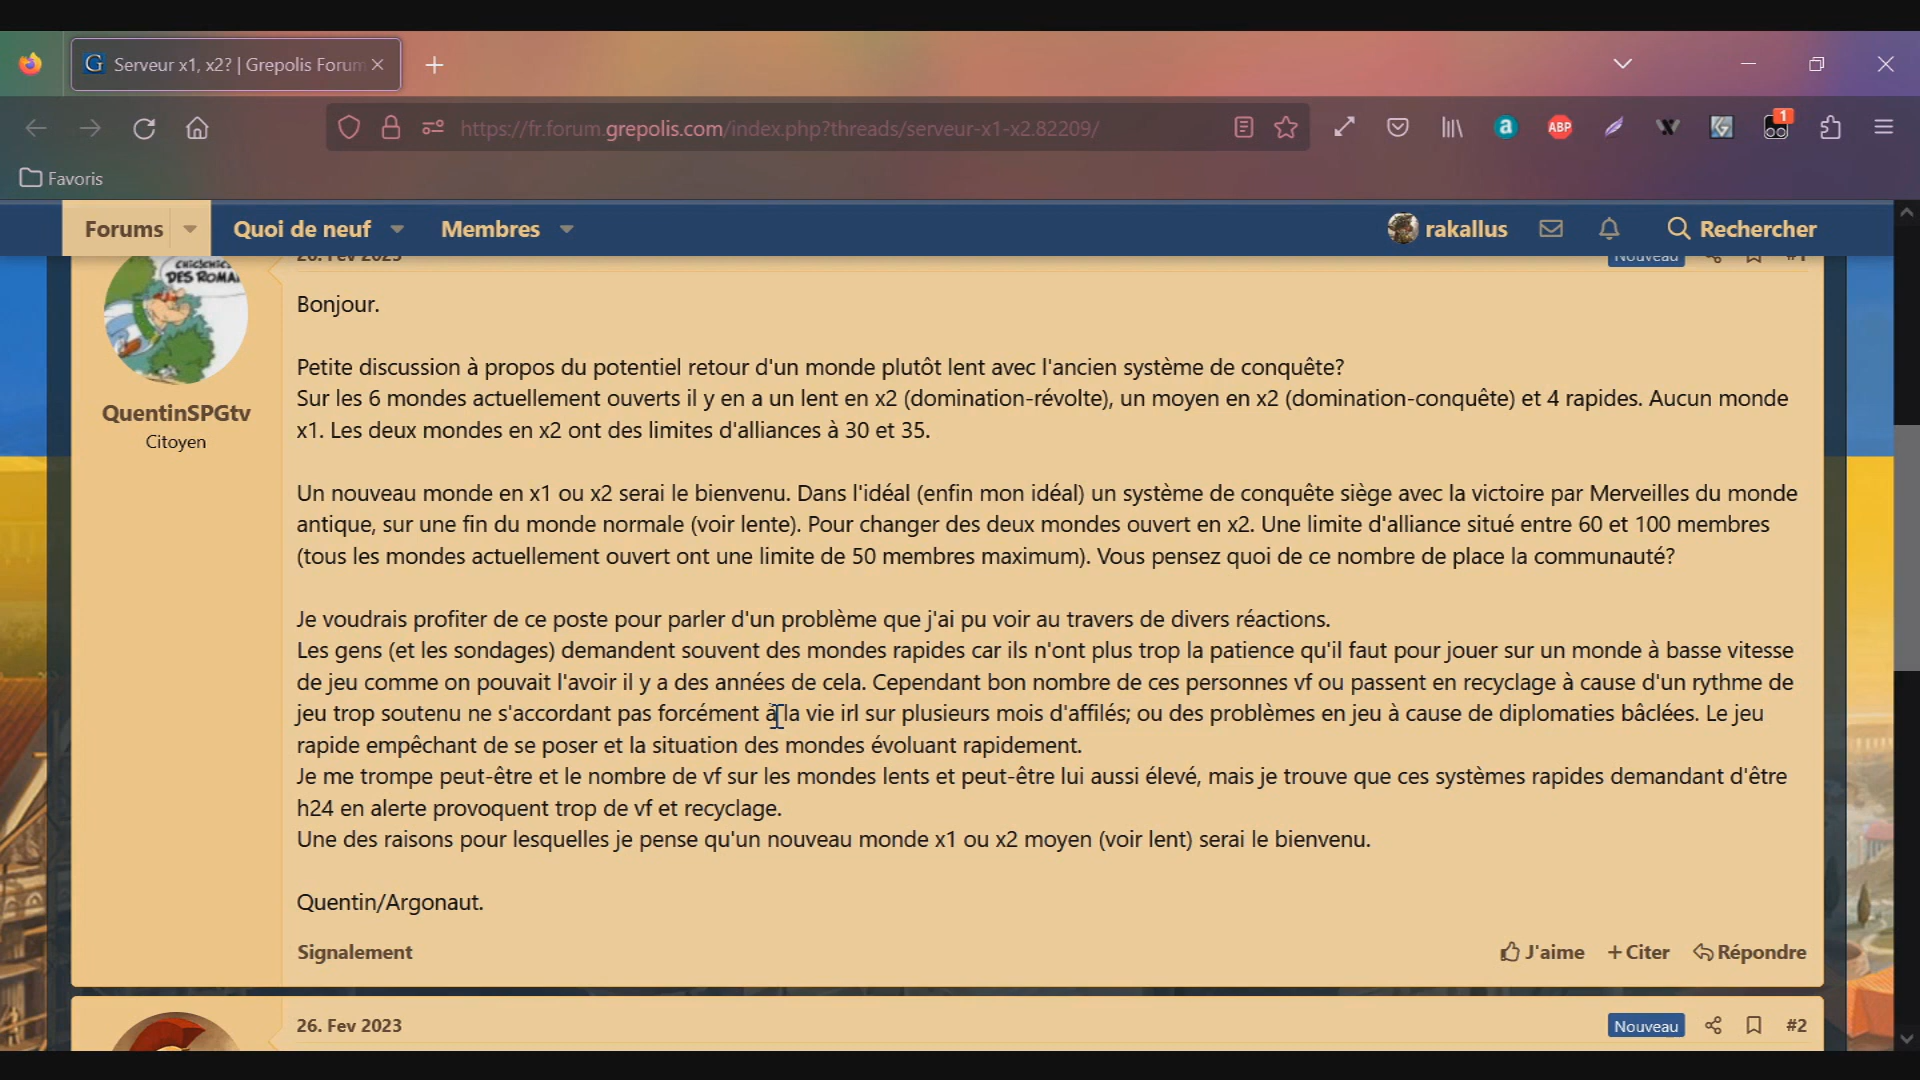 Serveur x1, x2? | Grepolis Forum
https://fr.forum.grepolis.com/index.php?threads/serveur-x1-x2.82209/
ABP
1
Favoris
Forums
Quoi de neuf
Membres
rakallus
Rechercher
DES ROMA
26. Fev 2023
Nouveau
#1
QuentinSPGtv
Citoyen
Bonjour.
Petite discussion à propos du potentiel retour d'un monde plutôt lent avec l'ancien système de conquête?
Sur les 6 mondes actuellement ouverts il y en a un lent en x2 (domination-révolte), un moyen en x2 (domination-conquête) et 4 rapides. Aucun monde
x1. Les deux mondes en x2 ont des limites d'alliances à 30 et 35.
Un nouveau monde en x1 ou x2 serai le bienvenu. Dans l'idéal (enfin mon idéal) un système de conquête siège avec la victoire par Merveilles du monde
antique, sur une fin du monde normale (voir lente). Pour changer des deux mondes ouvert en x2. Une limite d'alliance situé entre 60 et 100 membres
(tous les mondes actuellement ouvert ont une limite de 50 membres maximum). Vous pensez quoi de ce nombre de place la communauté?
Je voudrais profiter de ce poste pour parler d'un problème que j'ai pu voir au travers de divers réactions.
Les gens (et les sondages) demandent souvent des mondes rapides car ils n'ont plus trop la patience qu'il faut pour jouer sur un monde à basse vitesse
de jeu comme on pouvait l'avoir il y a des années de cela. Cependant bon nombre de ces personnes vf ou passent en recyclage à cause d'un rythme de
jeu trop soutenu ne s'accordant pas forcément à la vie irl sur plusieurs mois d'affilés; ou des problèmes en jeu à cause de diplomaties bâclées. Le jeu
rapide empêchant de se poser et la situation des mondes évoluant rapidement.
Je me trompe peut-être et le nombre de vf sur les mondes lents et peut-être lui aussi élevé, mais je trouve que ces systèmes rapides demandant d'être
h24 en alerte provoquent trop de vf et recyclage.
Une des raisons pour lesquelles je pense qu'un nouveau monde x1 ou x2 moyen (voir lent) serai le bienvenu.
Quentin/Argonaut.
Signalement
J'aime
+Citer
Répondre
26. Fev 2023
Nouveau
#2